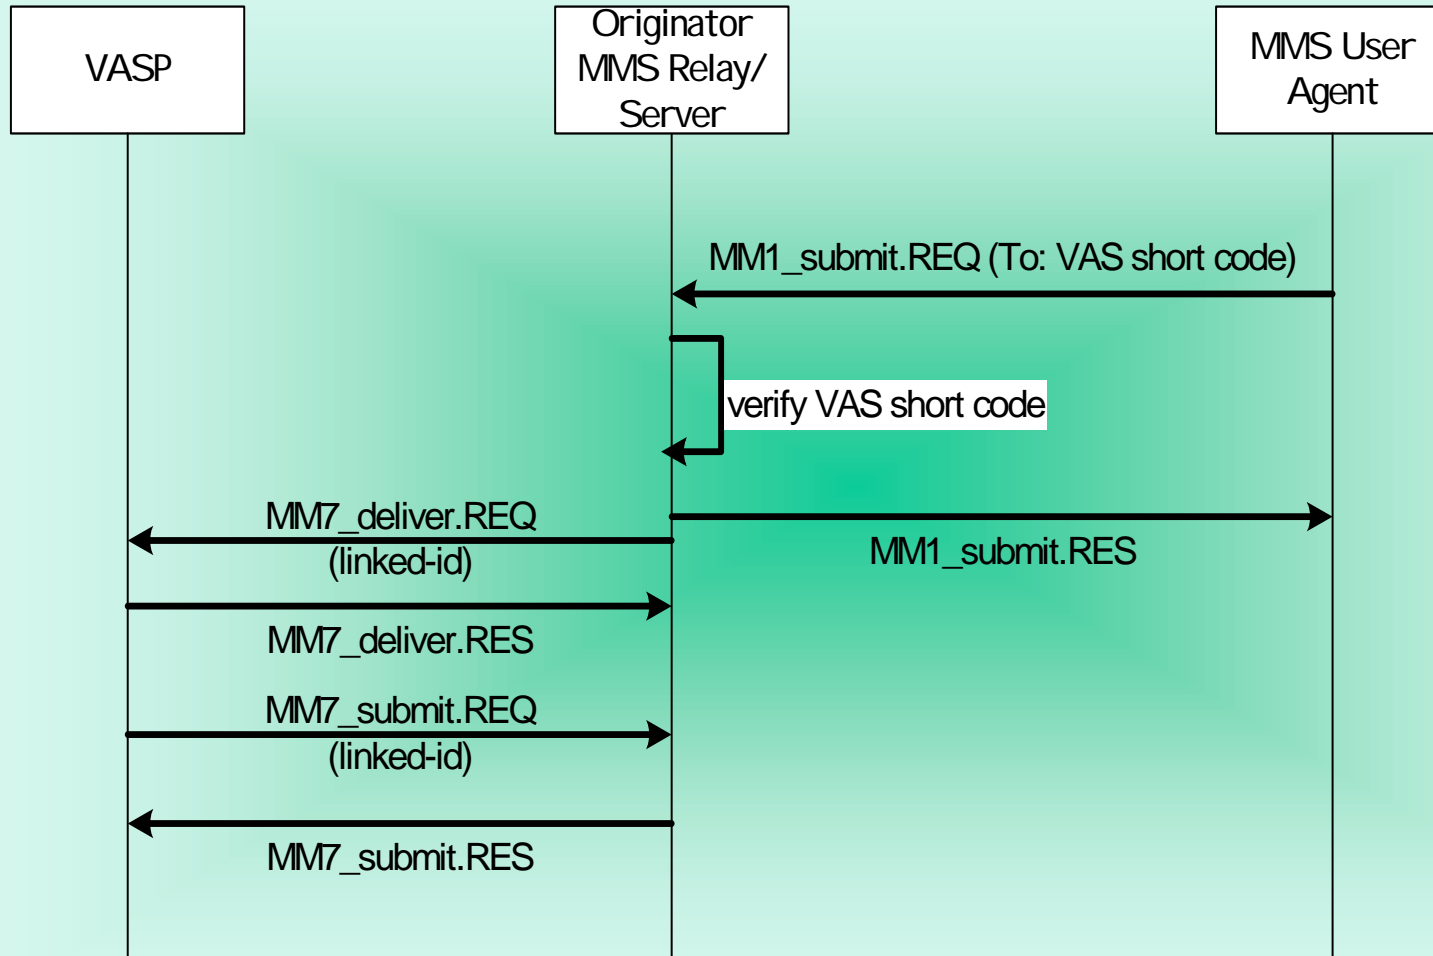 VASP
Originator
MMS Relay/
Server
MMS User
Agent
MM1_submit.REQ (To: VAS short code)
verify VAS short code
MM7_deliver.REQ
(linked-id)
MM1_submit.RES
MM7_deliver.RES
MM7_submit.REQ
(linked-id)
MM7_submit.RES